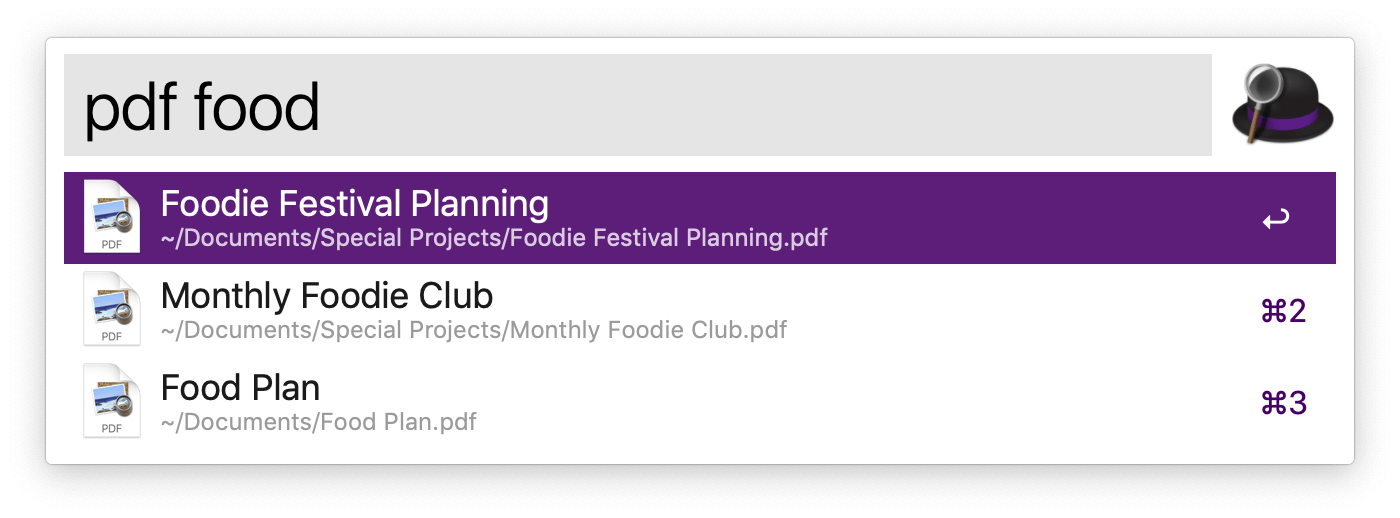 pdf food
Foodie Festival Planning
~/Documents/Special Projects/Foodie Festival Planning.pdf
PDF
Monthly Foodie Club
~/Documents/Special Projects/Monthly Foodie Club.pdf
⌘2
PDF
Food Plan
~/Documents/Food Plan.pdf
⌘3
PDF